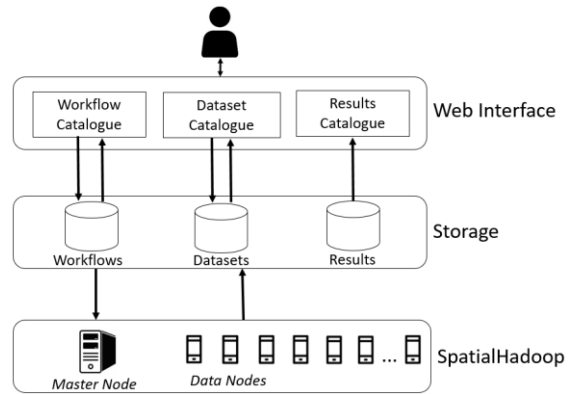 Workflow
Catalogue
Dataset
Catalogue
Results
Catalogue
Web Interface
Workflows
Datasets
Results
Storage
Master Node
Data Nodes
...
SpatialHadoop